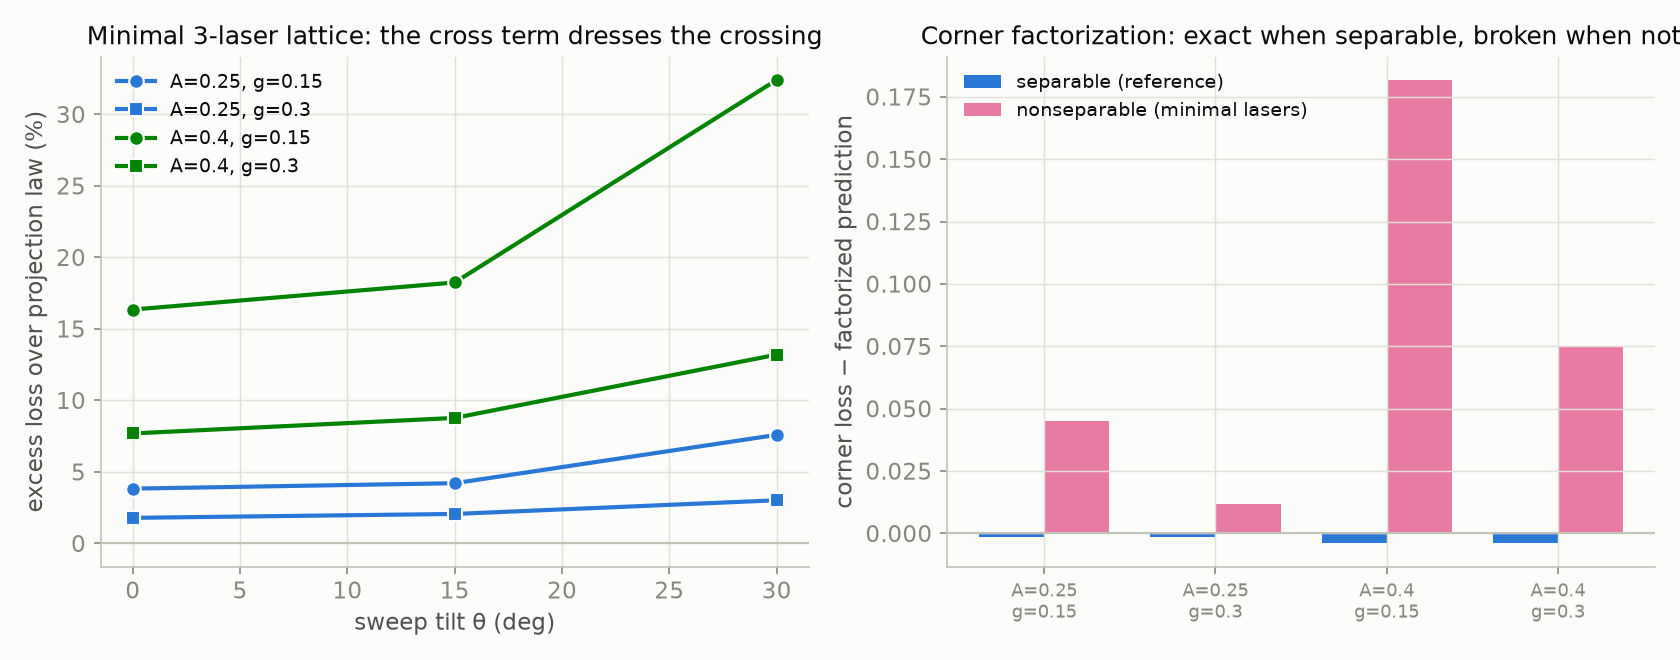 Minimal 3-laser lattice: the cross term dresses the crossing
excess loss over projection law (%)
30
25
20
15
10
5
0
A=0.25, g=0.15
A=0.25, g=0.3
A=0.4, g=0.15
A=0.4, g=0.3
0 5 10 15 20 25 30
sweep tilt θ (deg)
Corner factorization: exact when separable, broken when not
corner loss − factorized prediction
0.175
0.150
0.125
0.100
0.075
0.050
0.025
0.000
separable (reference)
nonseparable (minimal lasers)
A=0.25 A=0.25 A=0.4 A=0.4
g=0.15 g=0.3 g=0.15 g=0.3